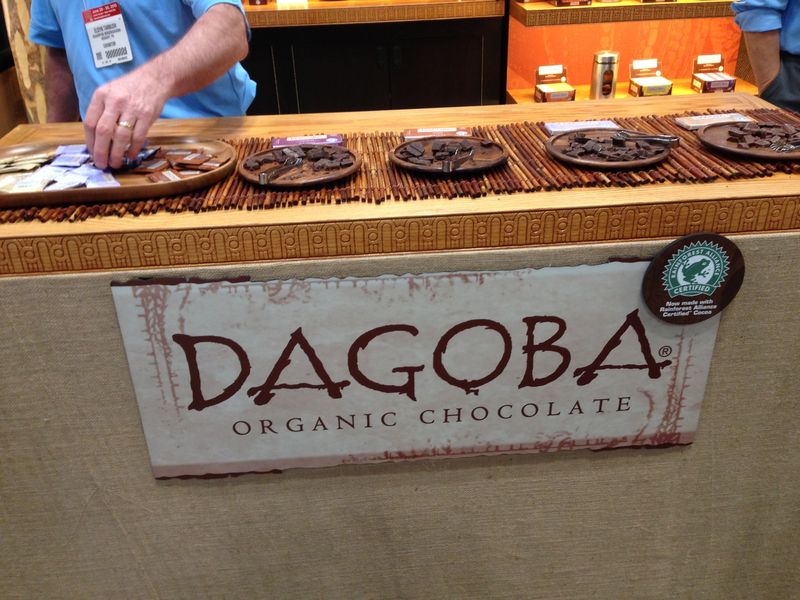 DAGOBA®
ORGANIC CHOCOLATE
RAINFOREST ALLIANCE
CERTIFIED
Now made with
Rainforest Alliance
Certified™ Cocoa